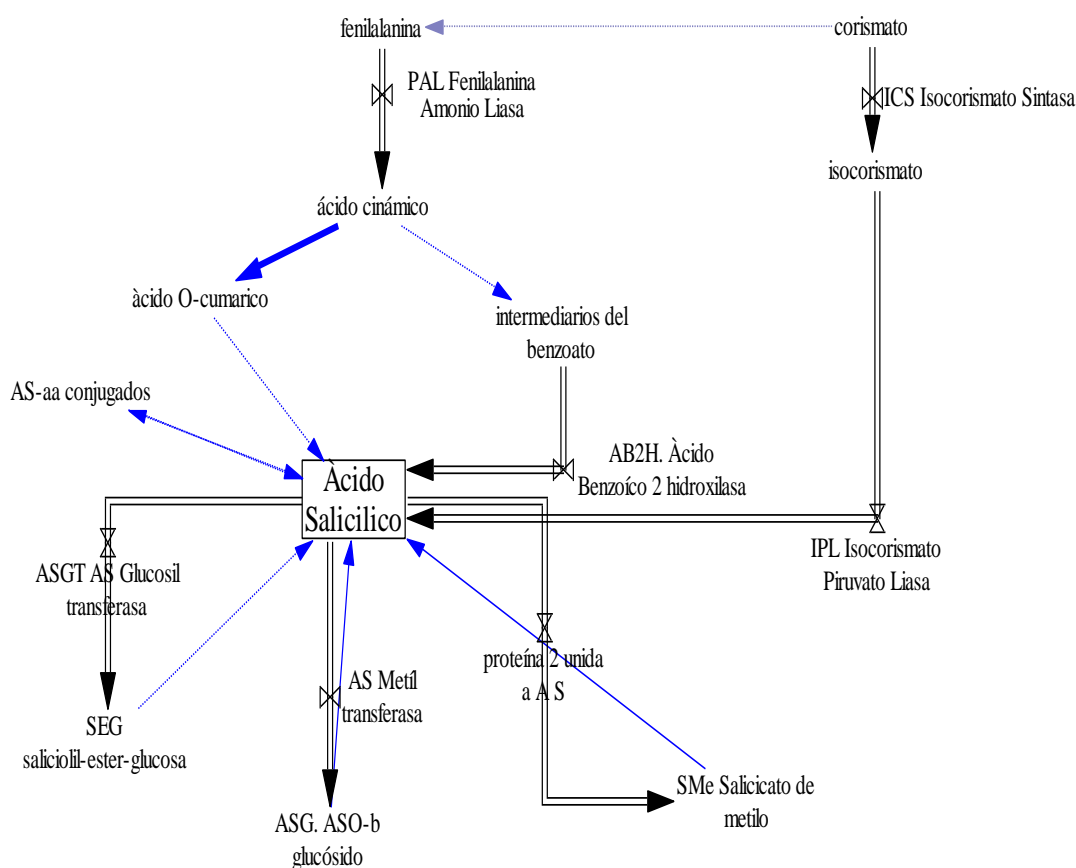 fenilalanina
corismato
PAL Fenilalanina
Amonio Liasa
ICS Isocorismato Sintasa
isocorismato
ácido cinámico
àcido O-cumarico
intermediarios del
benzoato
AS-aa conjugados
AB2H. Àcido
Benzoíco 2 hidroxilasa
Àcido
Salicilico
IPL Isocorismato
Piruvato Liasa
ASGT AS Glucosil
transferasa
proteína 2 unida
a A S
AS Metíl
transferasa
SEG
saliciolil-ester-glucosa
SMe Salicicato de
metilo
ASG. ASO-b
glucósido